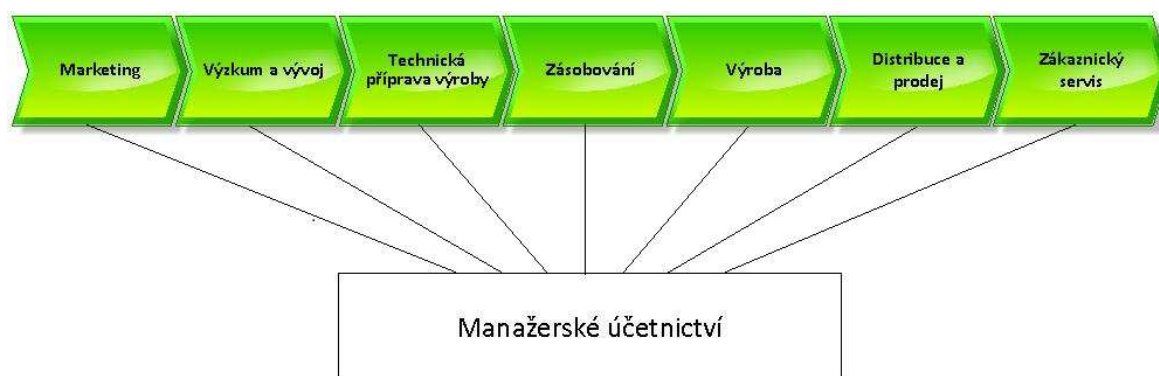 Marketing
Výzkum a vývoj
Technická
příprava výroby
Zásobování
Výroba
Distribuce a
prodej
Zákaznický
servis
Manažerské účetnictví